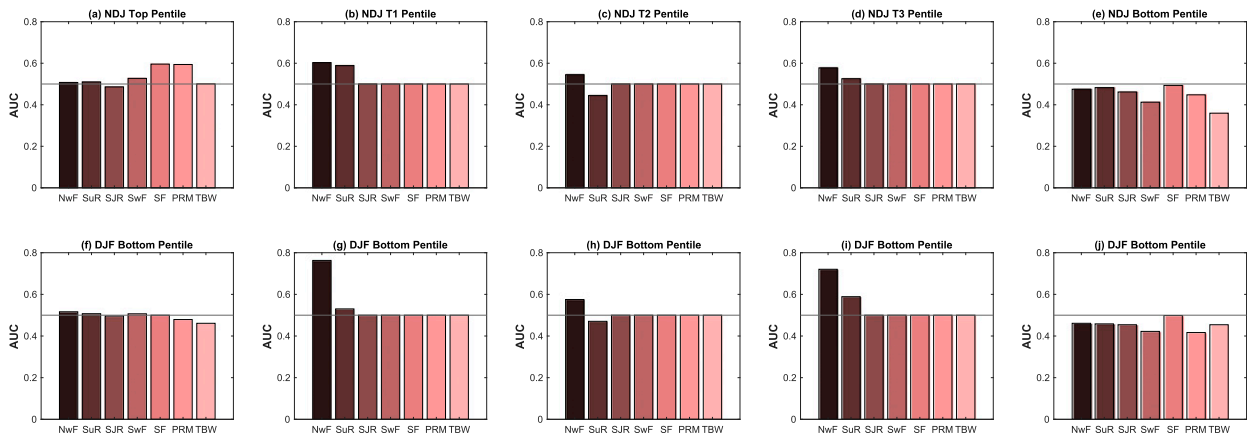 (a) NDJ Top Pentile
0.8
0.6
0.4
0.2
0
AUC
NwF SuR SJR SwF SF PRM TBW
(b) NDJ T1 Pentile
0.8
0.6
0.4
0.2
0
AUC
NwF SuR SJR SwF SF PRM TBW
(c) NDJ T2 Pentile
0.8
0.6
0.4
0.2
0
AUC
NwF SuR SJR SwF SF PRM TBW
(d) NDJ T3 Pentile
0.8
0.6
0.4
0.2
0
AUC
NwF SuR SJR SwF SF PRM TBW
(e) NDJ Bottom Pentile
0.8
0.6
0.4
0.2
0
AUC
NwF SuR SJR SwF SF PRM TBW
(f) DJF Bottom Pentile
0.8
0.6
0.4
0.2
0
AUC
NwF SuR SJR SwF SF PRM TBW
(g) DJF Bottom Pentile
0.8
0.6
0.4
0.2
0
AUC
NwF SuR SJR SwF SF PRM TBW
(h) DJF Bottom Pentile
0.8
0.6
0.4
0.2
0
AUC
NwF SuR SJR SwF SF PRM TBW
(i) DJF Bottom Pentile
0.8
0.6
0.4
0.2
0
AUC
NwF SuR SJR SwF SF PRM TBW
(j) DJF Bottom Pentile
0.8
0.6
0.4
0.2
0
AUC
NwF SuR SJR SwF SF PRM TBW